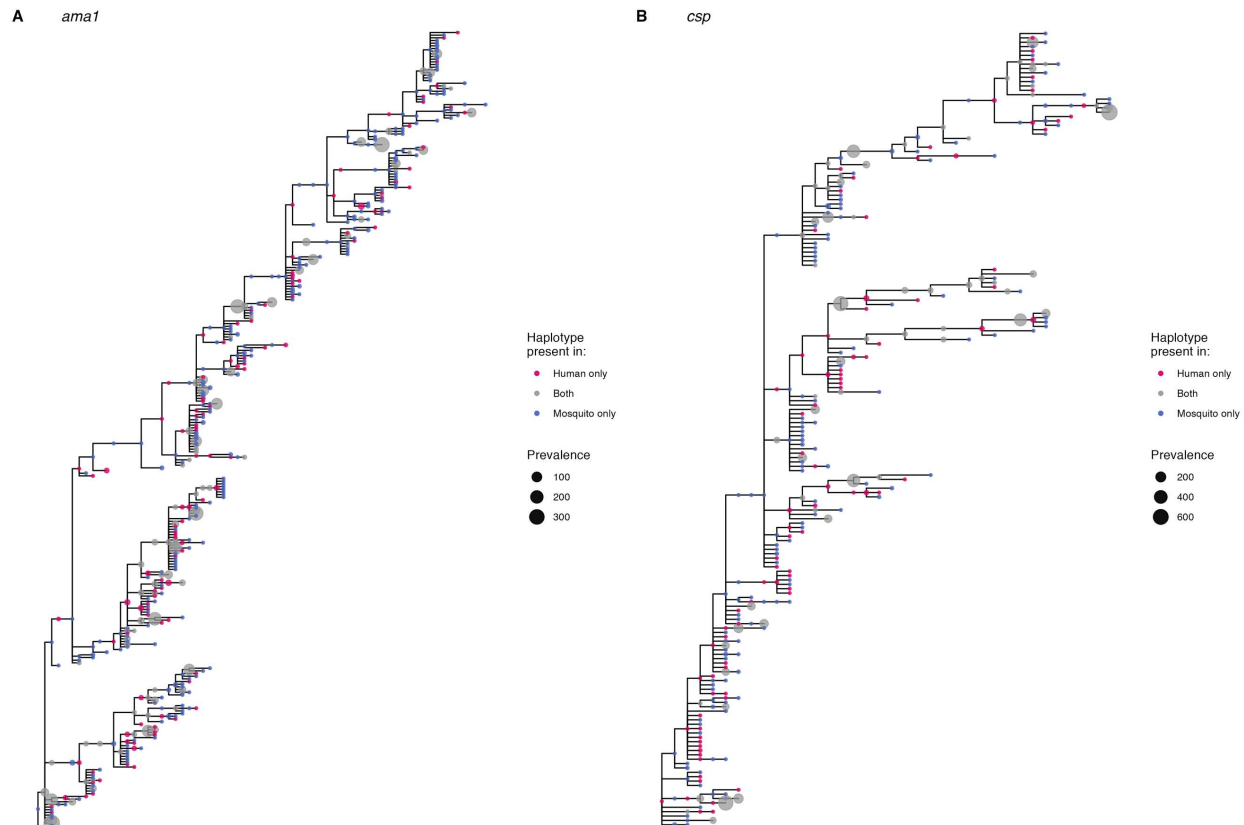 A ama1
Haplotype
present in:
Human only
Both
Mosquito only
Prevalence
100
200
300
B csp
Haplotype
present in:
Human only
Both
Mosquito only
Prevalence
200
400
600